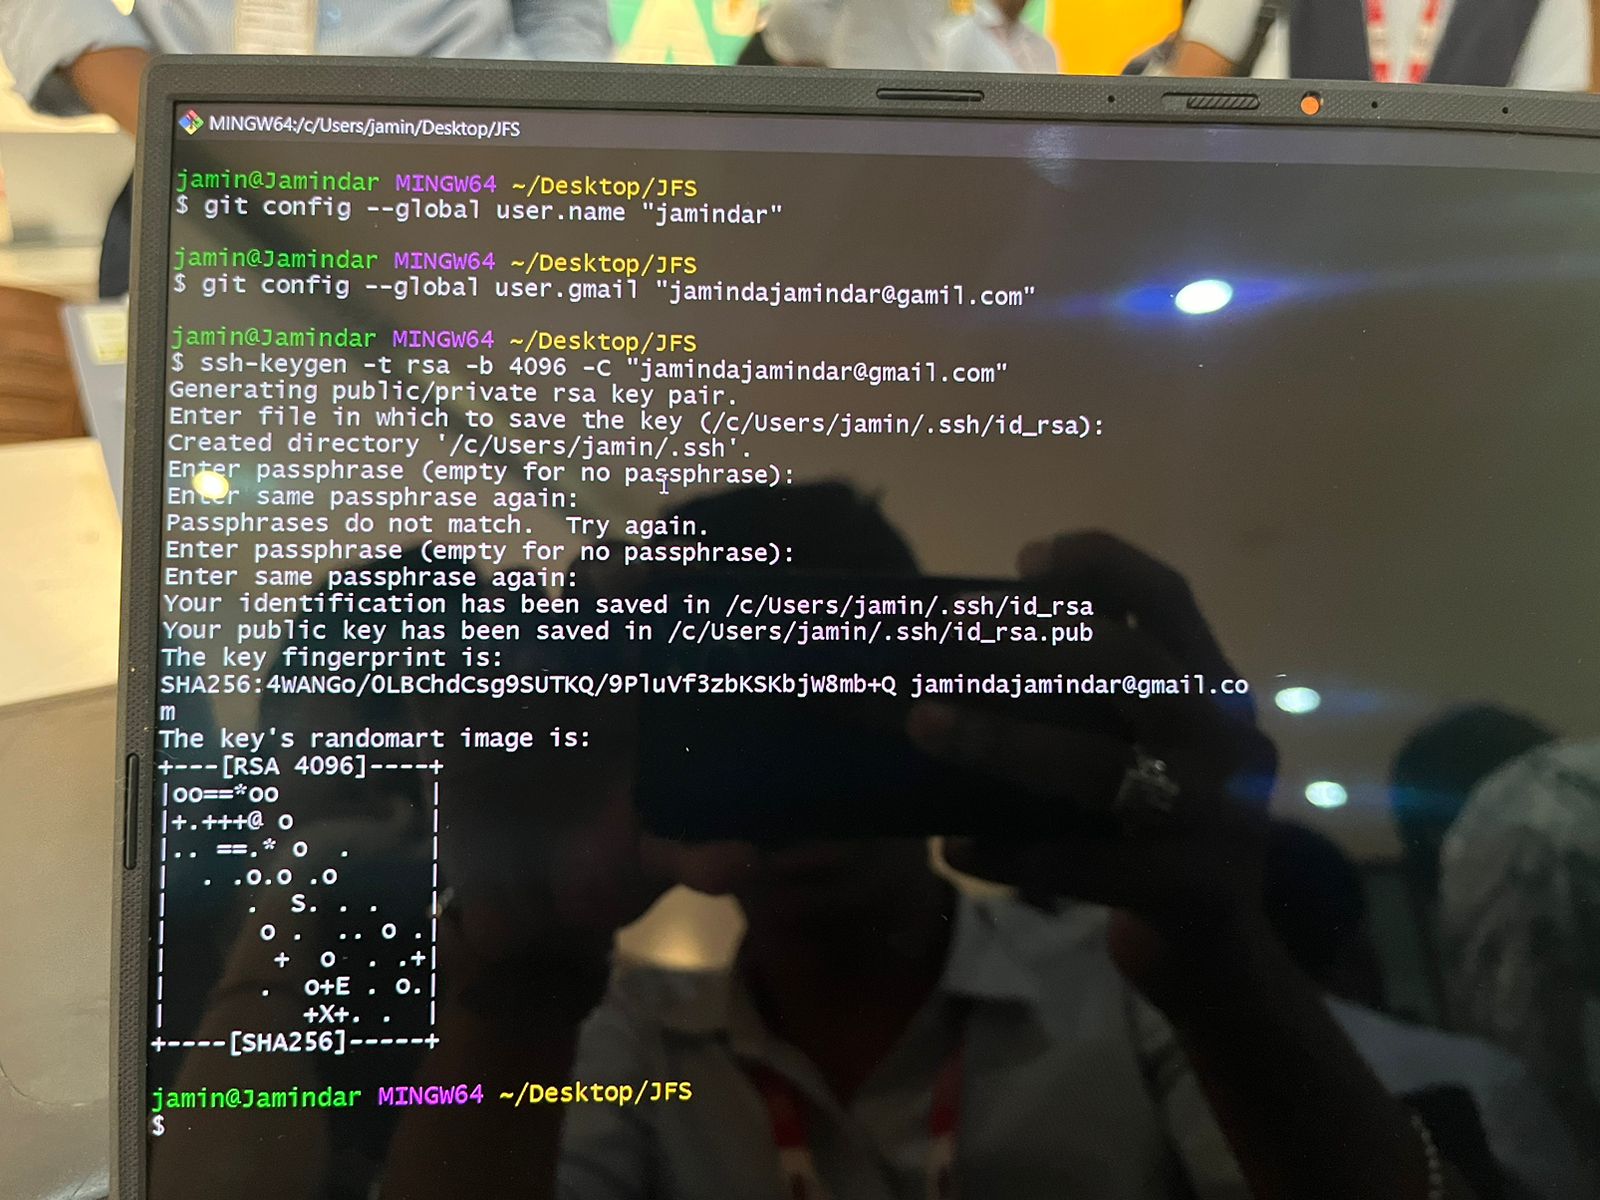 MINGW64:/c/Users/jamin/Desktop/JFS
jamin@Jamindar MINGW64 ~/Desktop/JFS
$ git config --global user.name "jamindar"
jamin@Jamindar MINGW64 ~/Desktop/JFS
$ git config --global user.gmail "jamindajamindar@gamil.com"
jamin@Jamindar MINGW64 ~/Desktop/JFS
$ ssh-keygen -t rsa -b 4096 -C "jamindajamindar@gmail.com"
Generating public/private rsa key pair.
Enter file in which to save the key (/c/Users/jamin/.ssh/id_rsa):
Created directory '/c/Users/jamin/.ssh'.
Enter passphrase (empty for no passphrase):
Enter same passphrase again:
Passphrases do not match.  Try again.
Enter passphrase (empty for no passphrase):
Enter same passphrase again:
Your identification has been saved in /c/Users/jamin/.ssh/id_rsa
Your public key has been saved in /c/Users/jamin/.ssh/id_rsa.pub
The key fingerprint is:
SHA256:4WANGo/0LBChdCsg9SUTKQ/9PluVf3zbKSKbjW8mb+Q jamindajamindar@gmail.co
m
The key's randomart image is:
+---[RSA 4096]----+
|oo==*oo          |
|+.+++@ o         |
|.. ==.* o  .     |
|  . .o.o .o      |
|     .  S. . .   |
|      o .  .. o .|
|       +  o  . .+|
|      .  o+E . o.|
|         +X+. .  |
+----[SHA256]-----+
jamin@Jamindar MINGW64 ~/Desktop/JFS
$